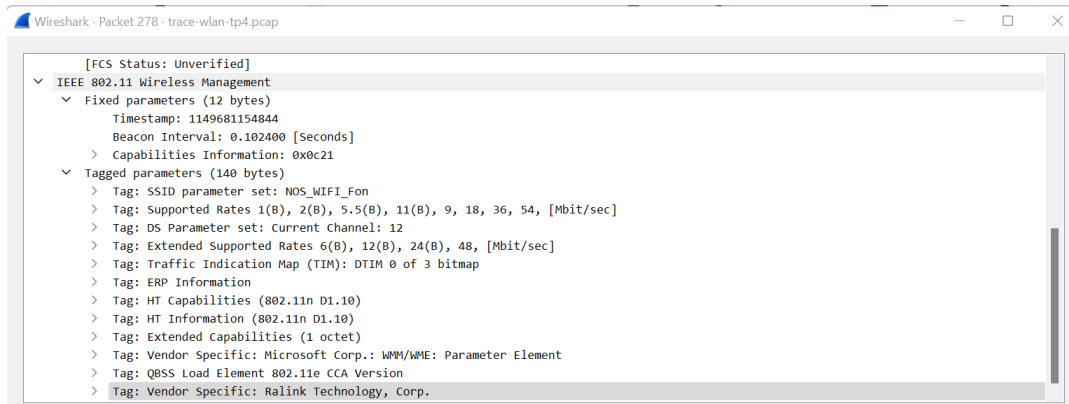 Wireshark · Packet 278 · trace-wlan-tp4.pcap
[FCS Status: Unverified]
IEEE 802.11 Wireless Management
Fixed parameters (12 bytes)
Timestamp: 1149681154844
Beacon Interval: 0.102400 [Seconds]
Capabilities Information: 0x0c21
Tagged parameters (140 bytes)
Tag: SSID parameter set: NOS_WIFI_Fon
Tag: Supported Rates 1(B), 2(B), 5.5(B), 11(B), 9, 18, 36, 54, [Mbit/sec]
Tag: DS Parameter set: Current Channel: 12
Tag: Extended Supported Rates 6(B), 12(B), 24(B), 48, [Mbit/sec]
Tag: Traffic Indication Map (TIM): DTIM 0 of 3 bitmap
Tag: ERP Information
Tag: HT Capabilities (802.11n D1.10)
Tag: HT Information (802.11n D1.10)
Tag: Extended Capabilities (1 octet)
Tag: Vendor Specific: Microsoft Corp.: WMM/WME: Parameter Element
Tag: QBSS Load Element 802.11e CCA Version
Tag: Vendor Specific: Ralink Technology, Corp.